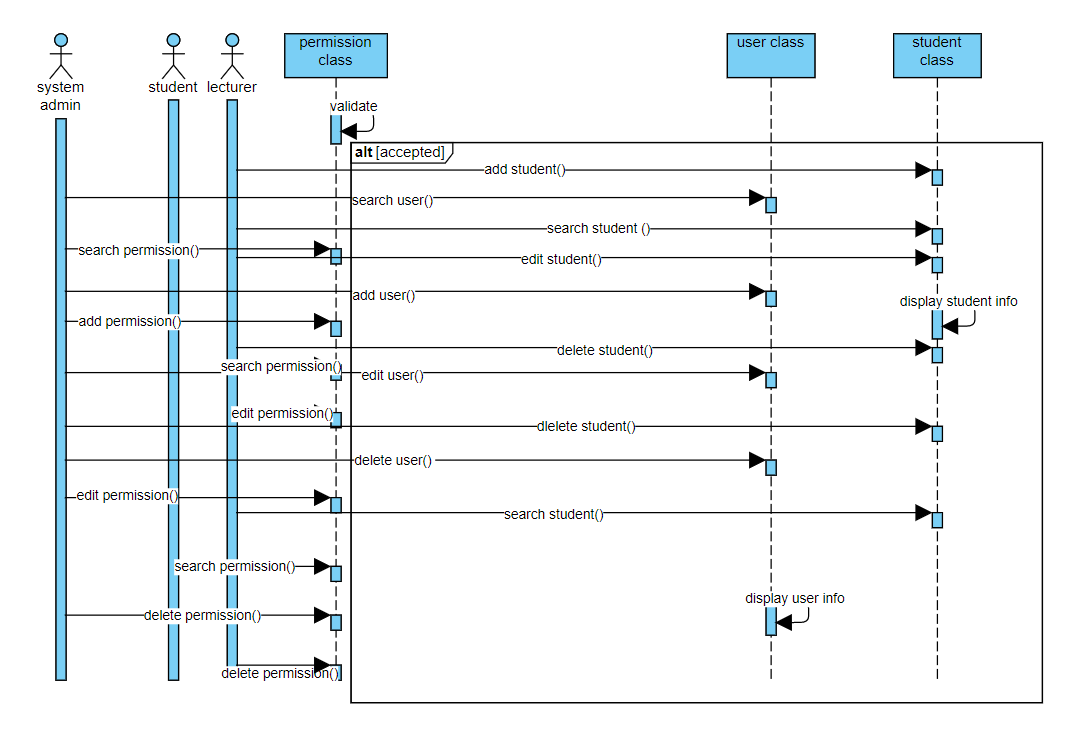 system
admin
student
lecturer
permission
class
user class
student
class
validate
alt [accepted]
add student()
search user()
search student ()
search permission()
edit student()
add user()
display student info
add permission()
delete student()
search permission()
edit user()
edit permission()
dlelete student()
delete user()
edit permission()
search student()
search permission()
display user info
delete permission()
delete permission()